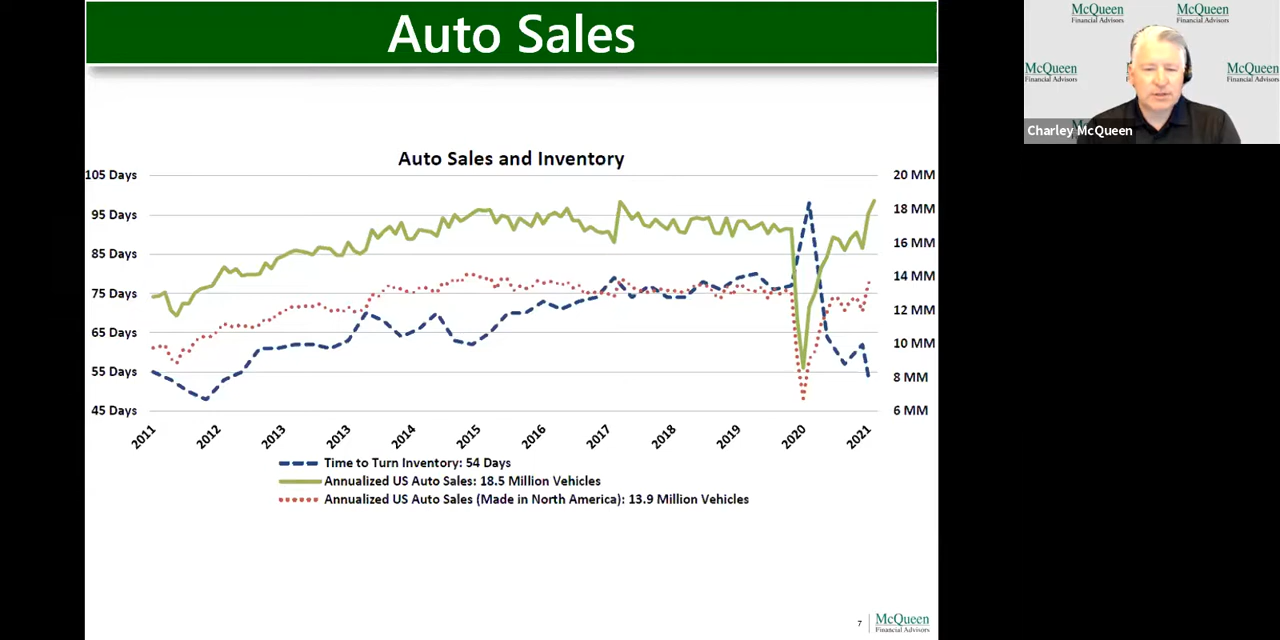 Auto Sales
McQueen
Financial Advisors
McQueen
Financial Advisors
McQueen
Financial Advisors
McQueen
Financial Advisors
Charley McQueen
Auto Sales and Inventory
105 Days
95 Days
85 Days
75 Days
65 Days
55 Days
45 Days
20 MM
18 MM
16 MM
14 MM
12 MM
10 MM
8 MM
6 MM
2011
2012
2013
2013
2014
2015
2016
2017
2018
2019
2020
2021
Time to Turn Inventory: 54 Days
Annualized US Auto Sales: 18.5 Million Vehicles
Annualized US Auto Sales (Made in North America): 13.9 Million Vehicles
7
McQueen
Financial Advisors